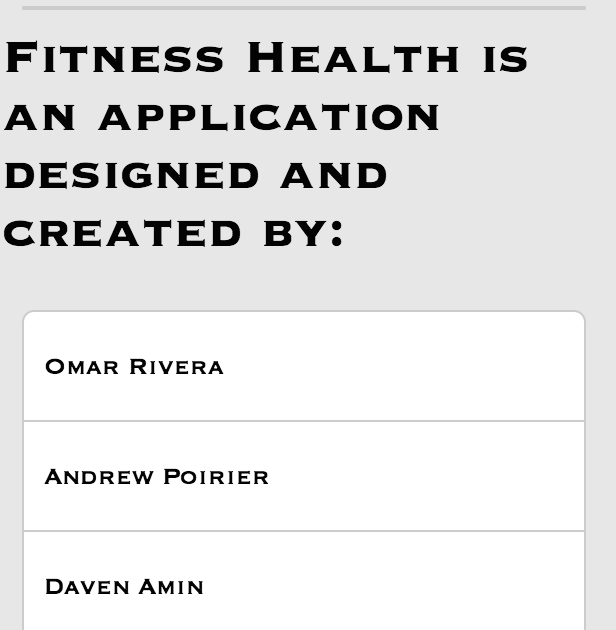 Fitness Health is
an application
designed and
created by:
Omar Rivera
Andrew Poirier
Daven Amin